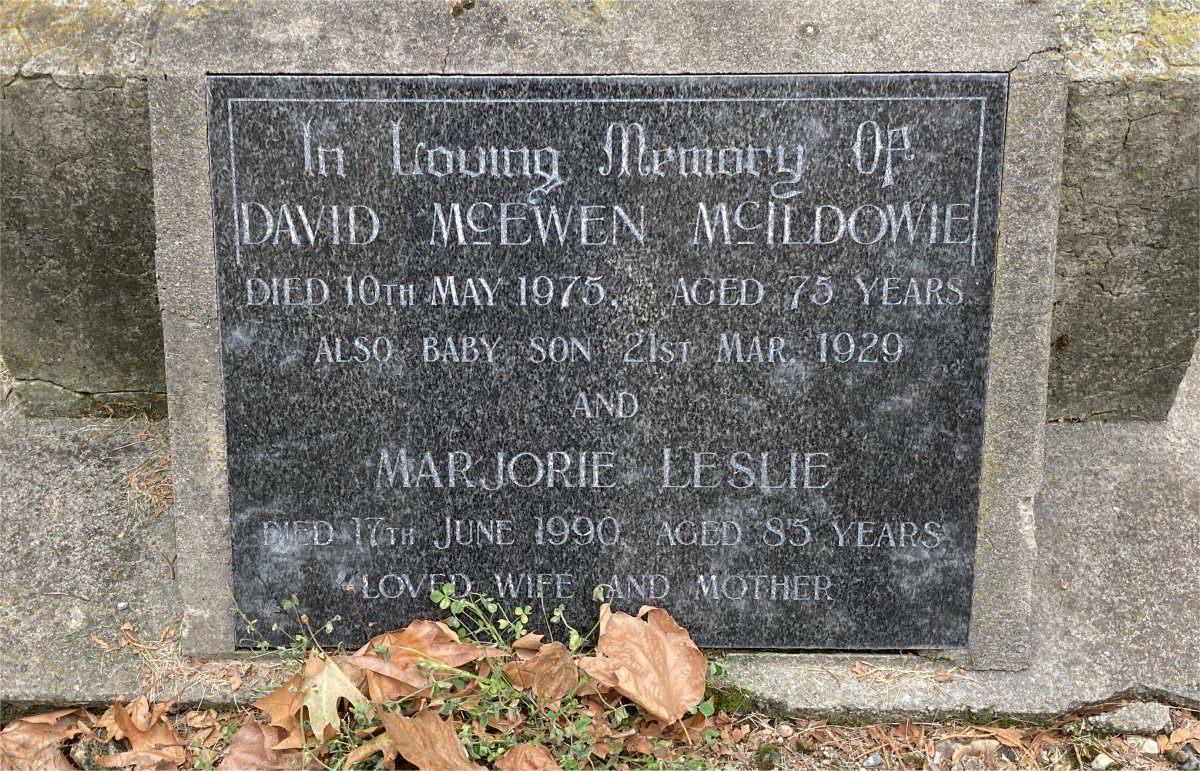 In Loving Memory Of
DAVID McEWEN McILDOWIE
DIED 10TH MAY 1975, AGED 75 YEARS
ALSO BABY SON 21ST MAR. 1929
AND
MARJORIE LESLIE
DIED 17TH JUNE 1990, AGED 85 YEARS
LOVED WIFE AND MOTHER